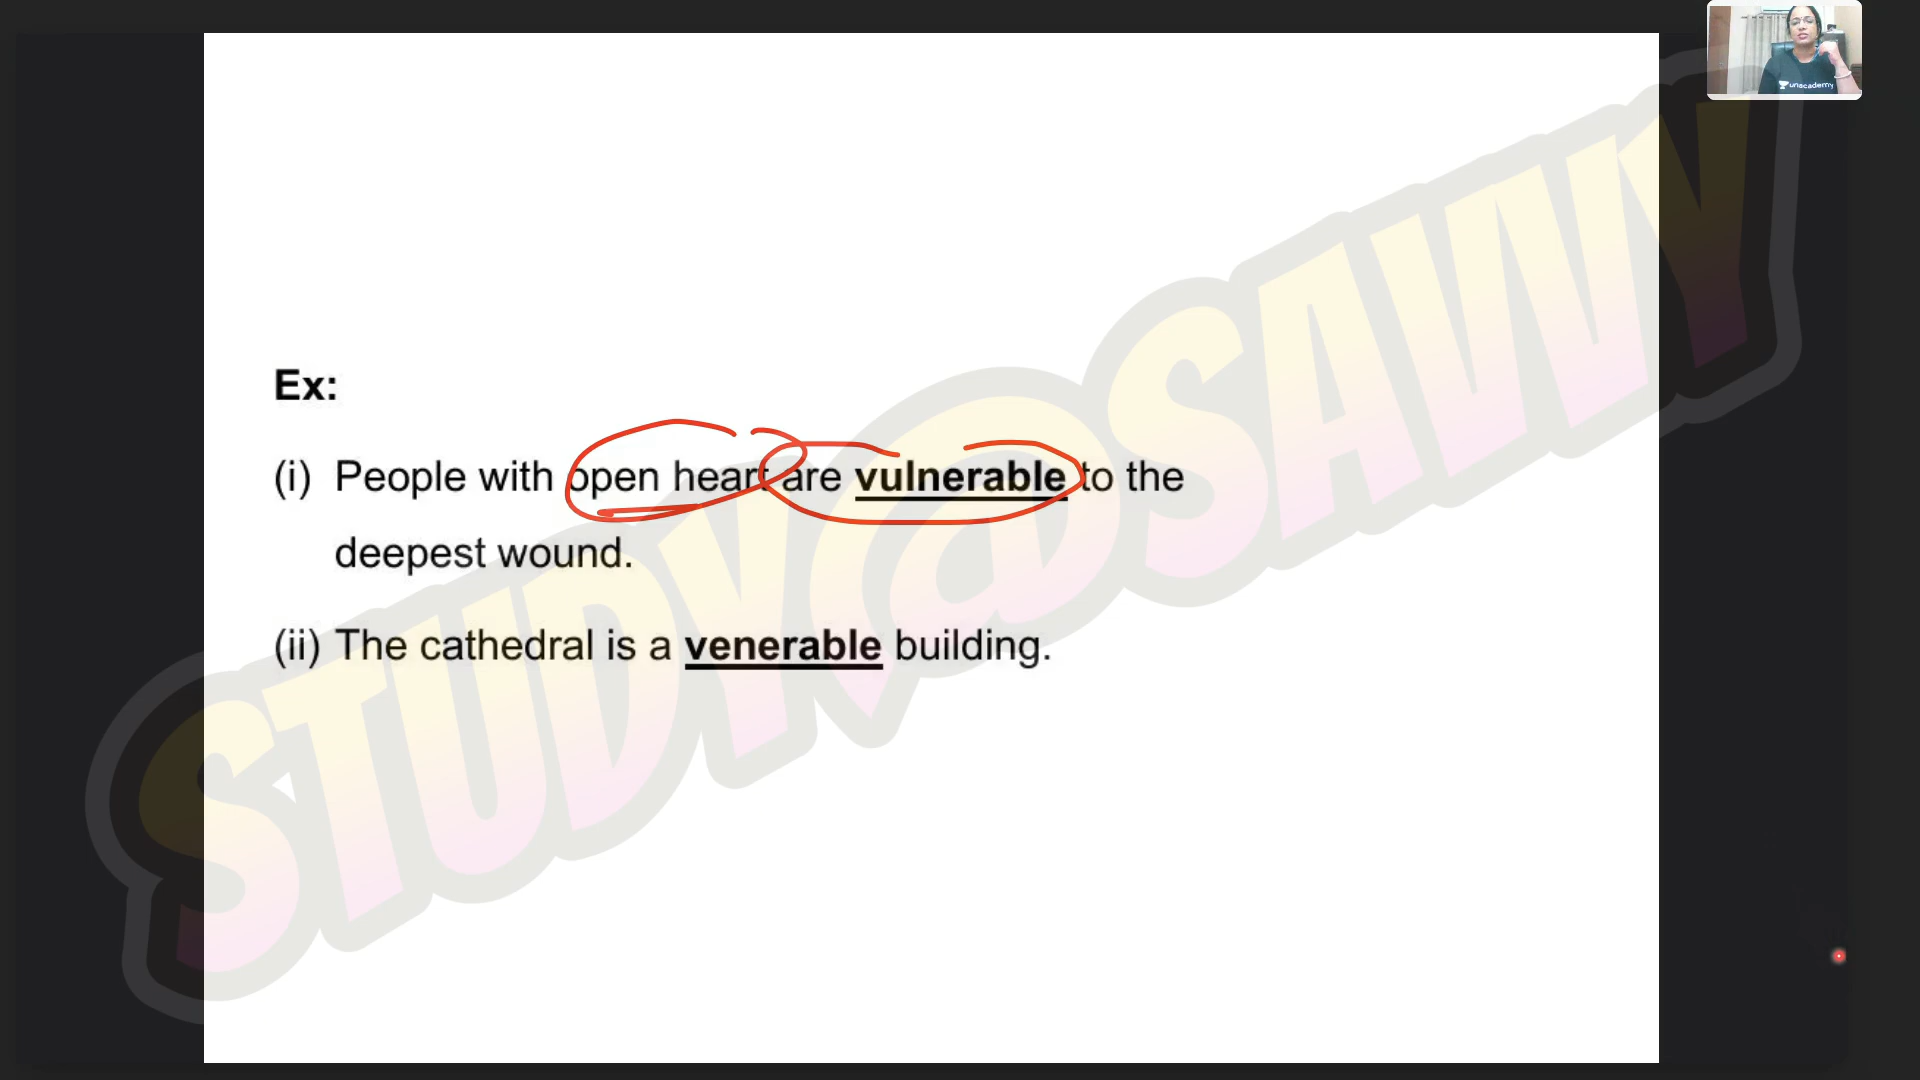 unacademy
Ex:
(i) People with open heart are vulnerable to the
deepest wound.
(ii) The cathedral is a venerable building.
STUDY@SAVVY